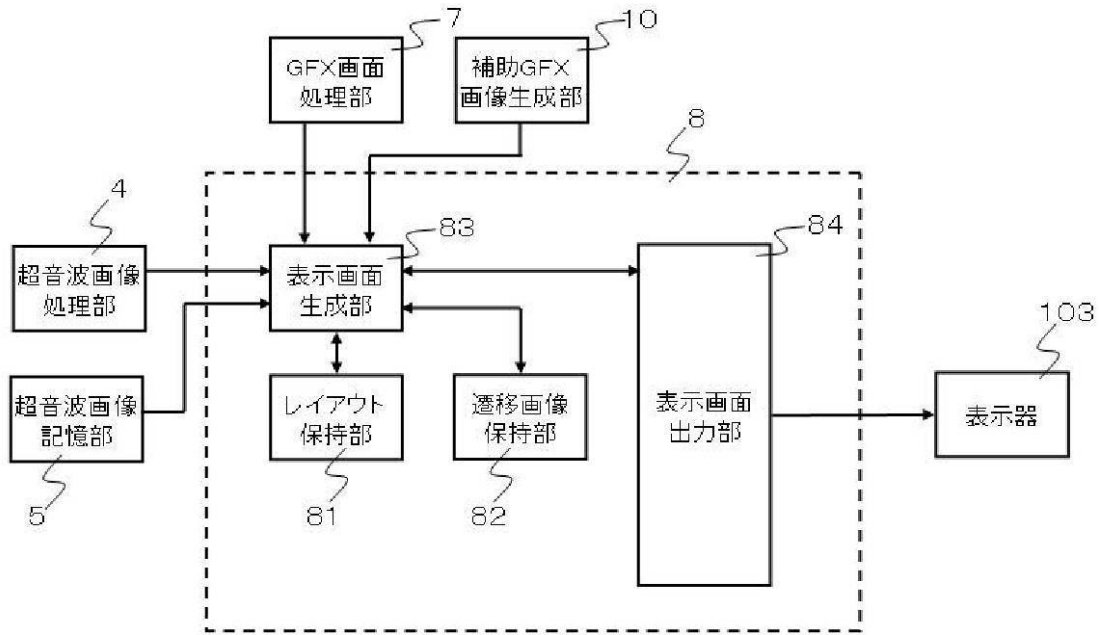 7
10
GFX画面
処理部
補助GFX
画像生成部
8
4
83
84
超音波画像
処理部
表示画面
生成部
103
超音波画像
記憶部
レイアウト
保持部
遷移画像
保持部
表示画面
出力部
表示器
5
81
82